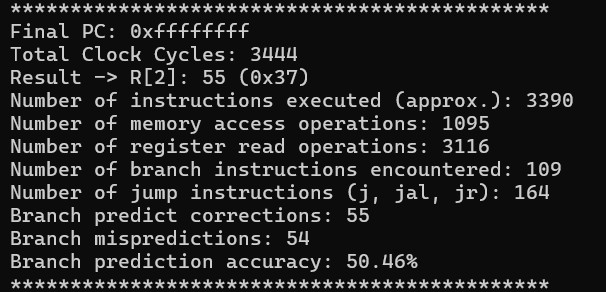 *********************************************
Final PC: 0xffffffff
Total Clock Cycles: 3444
Result -> R[2]: 55 (0x37)
Number of instructions executed (approx.): 3390
Number of memory access operations: 1095
Number of register read operations: 3116
Number of branch instructions encountered: 109
Number of jump instructions (j, jal, jr): 164
Branch predict corrections: 55
Branch mispredictions: 54
Branch prediction accuracy: 50.46%
*********************************************